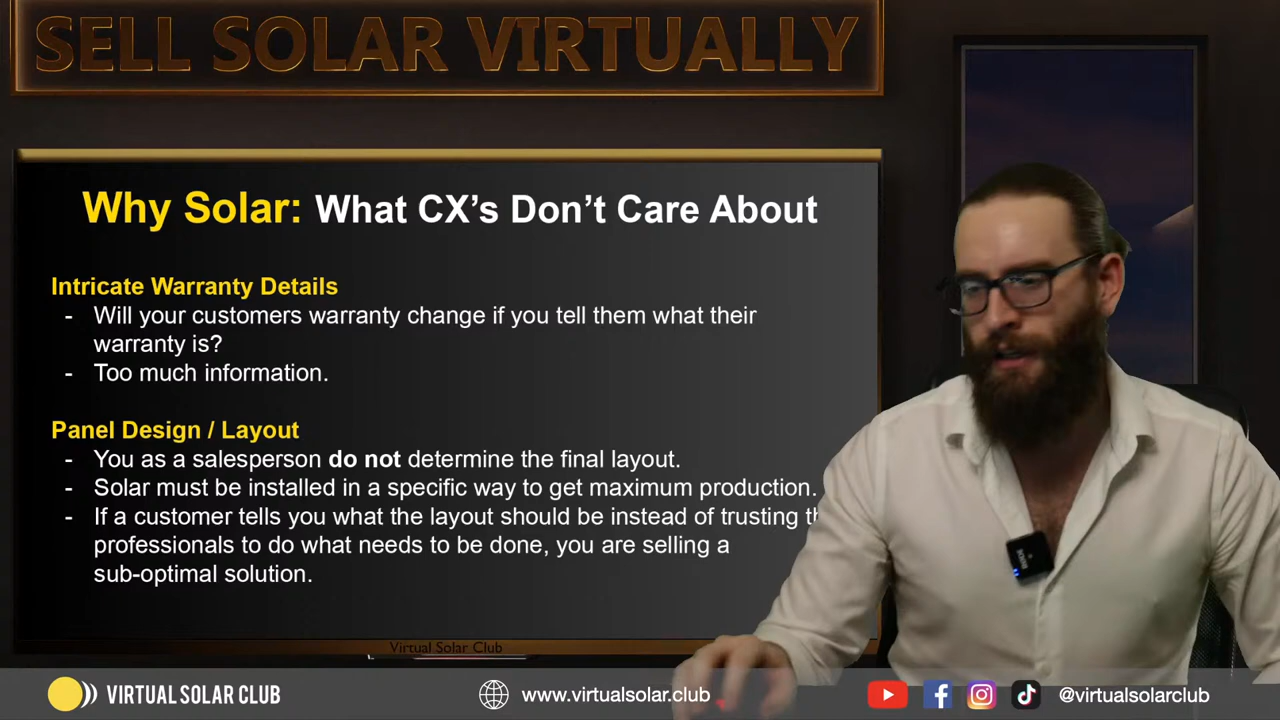 SELL SOLAR VIRTUALLY
Why Solar: What CX's Don't Care About
Intricate Warranty Details
- Will your customers warranty change if you tell them what their
warranty is?
- Too much information.
Panel Design / Layout
- You as a salesperson do not determine the final layout.
- Solar must be installed in a specific way to get maximum production.
- If a customer tells you what the layout should be instead of trusting
professionals to do what needs to be done, you are selling a
sub-optimal solution.
Virtual Solar Club
VIRTUAL SOLAR CLUB
www.virtualsolar.club
@virtualsolarclub